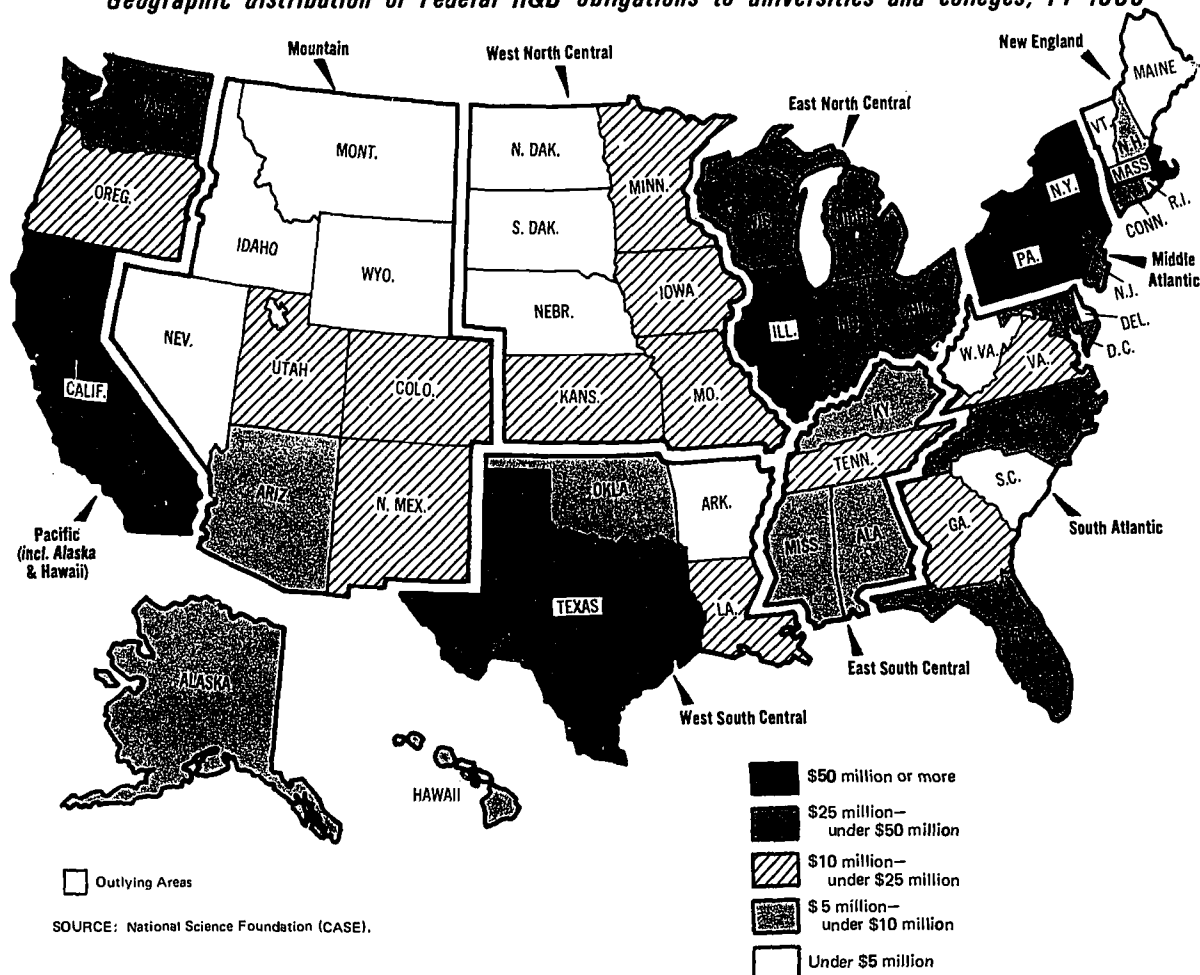 Geographic distribution of Federal R&D obligations to universities and colleges, FY
Mountain
West North Central
East North Central
New England
MAINE
VT.
N.H.
MASS
R.I.
CONN.
N.Y.
PA.
Middle
Atlantic
N.J.
DEL.
D.C.
MONT.
N. DAK.
MINN.
OREG.
IDAHO
S. DAK.
WYO.
IOWA
NEBR.
ILL.
NEV.
UTAH
COLO.
KANS.
MO.
W.VA.
VA.
CALIF.
KY
TENN.
ARIZ.
N. MEX.
OKLA
ARK.
S.C.
MISS
ALA
GA.
South Atlantic
Pacific
(incl. Alaska
& Hawaii)
TEXAS
LA.
East South Central
West South Central
ALASKA
HAWAII
$50 million or more
$25 million—
under $50 million
$10 million—
under $25 million
$5 million—
under $10 million
Under $5 million
Outlying Areas
SOURCE: National Science Foundation (CASE).